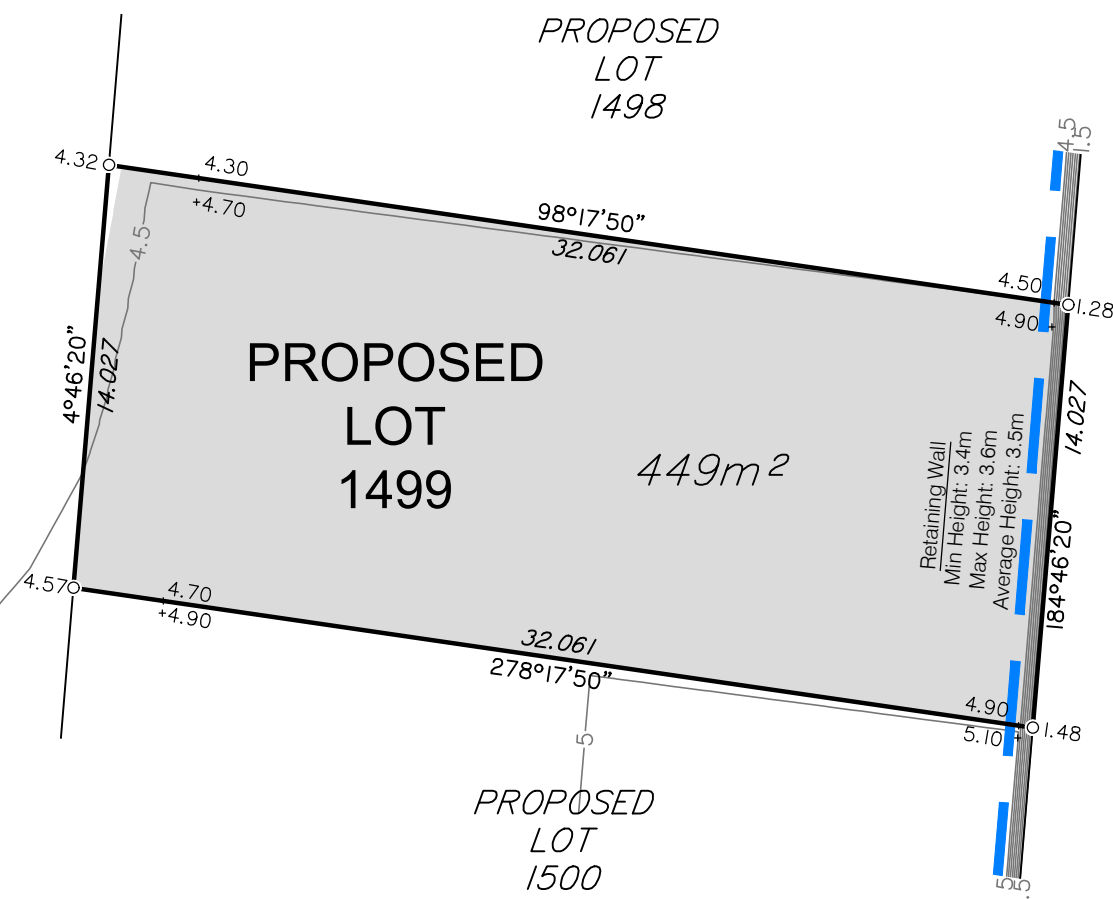 PROPOSED
LOT
1498
4.5
1.5
4.32
4.30
+4.70
98°17'50"
32.061
4.50
4.90+
1.28
4.5
4°46'20"
14.027
PROPOSED
LOT
1499
449m²
Retaining Wall
Min Height: 3.4m
Max Height: 3.6m
Average Height: 3.5m
14.027
184°46'20"
4.57
4.70
+4.90
32.061
278°17'50"
4.90
5.10+
1.48
5
PROPOSED
LOT
1500
5
.5